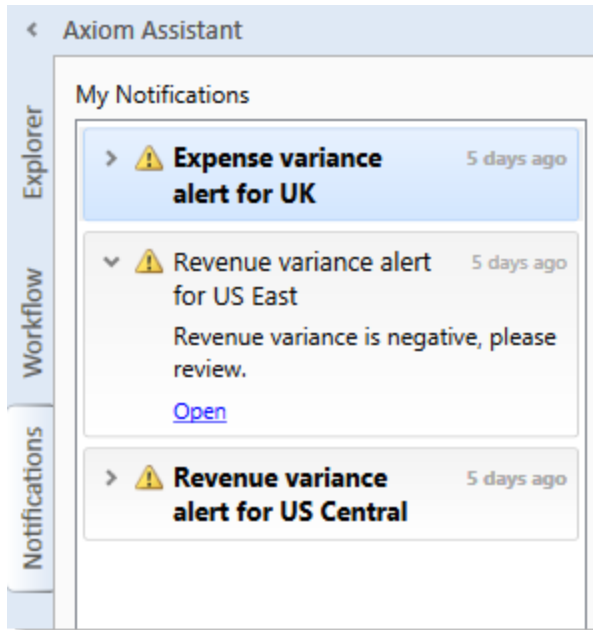 Axiom Assistant
My Notifications
Explorer
Workflow
Notifications
Expense variance 5 days ago
alert for UK
Revenue variance alert 5 days ago
for US East
Revenue variance is negative, please
review.
Open
Revenue variance 5 days ago
alert for US Central